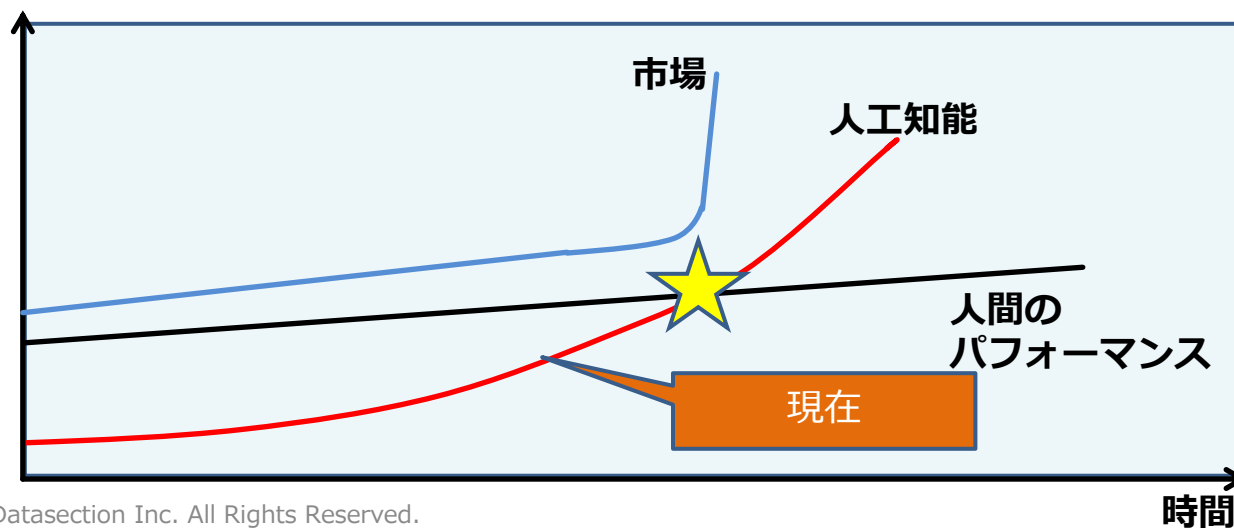 市場
人工知能
人間の
パフォーマンス
現在
時間
Datasection Inc. All Rights Reserved.